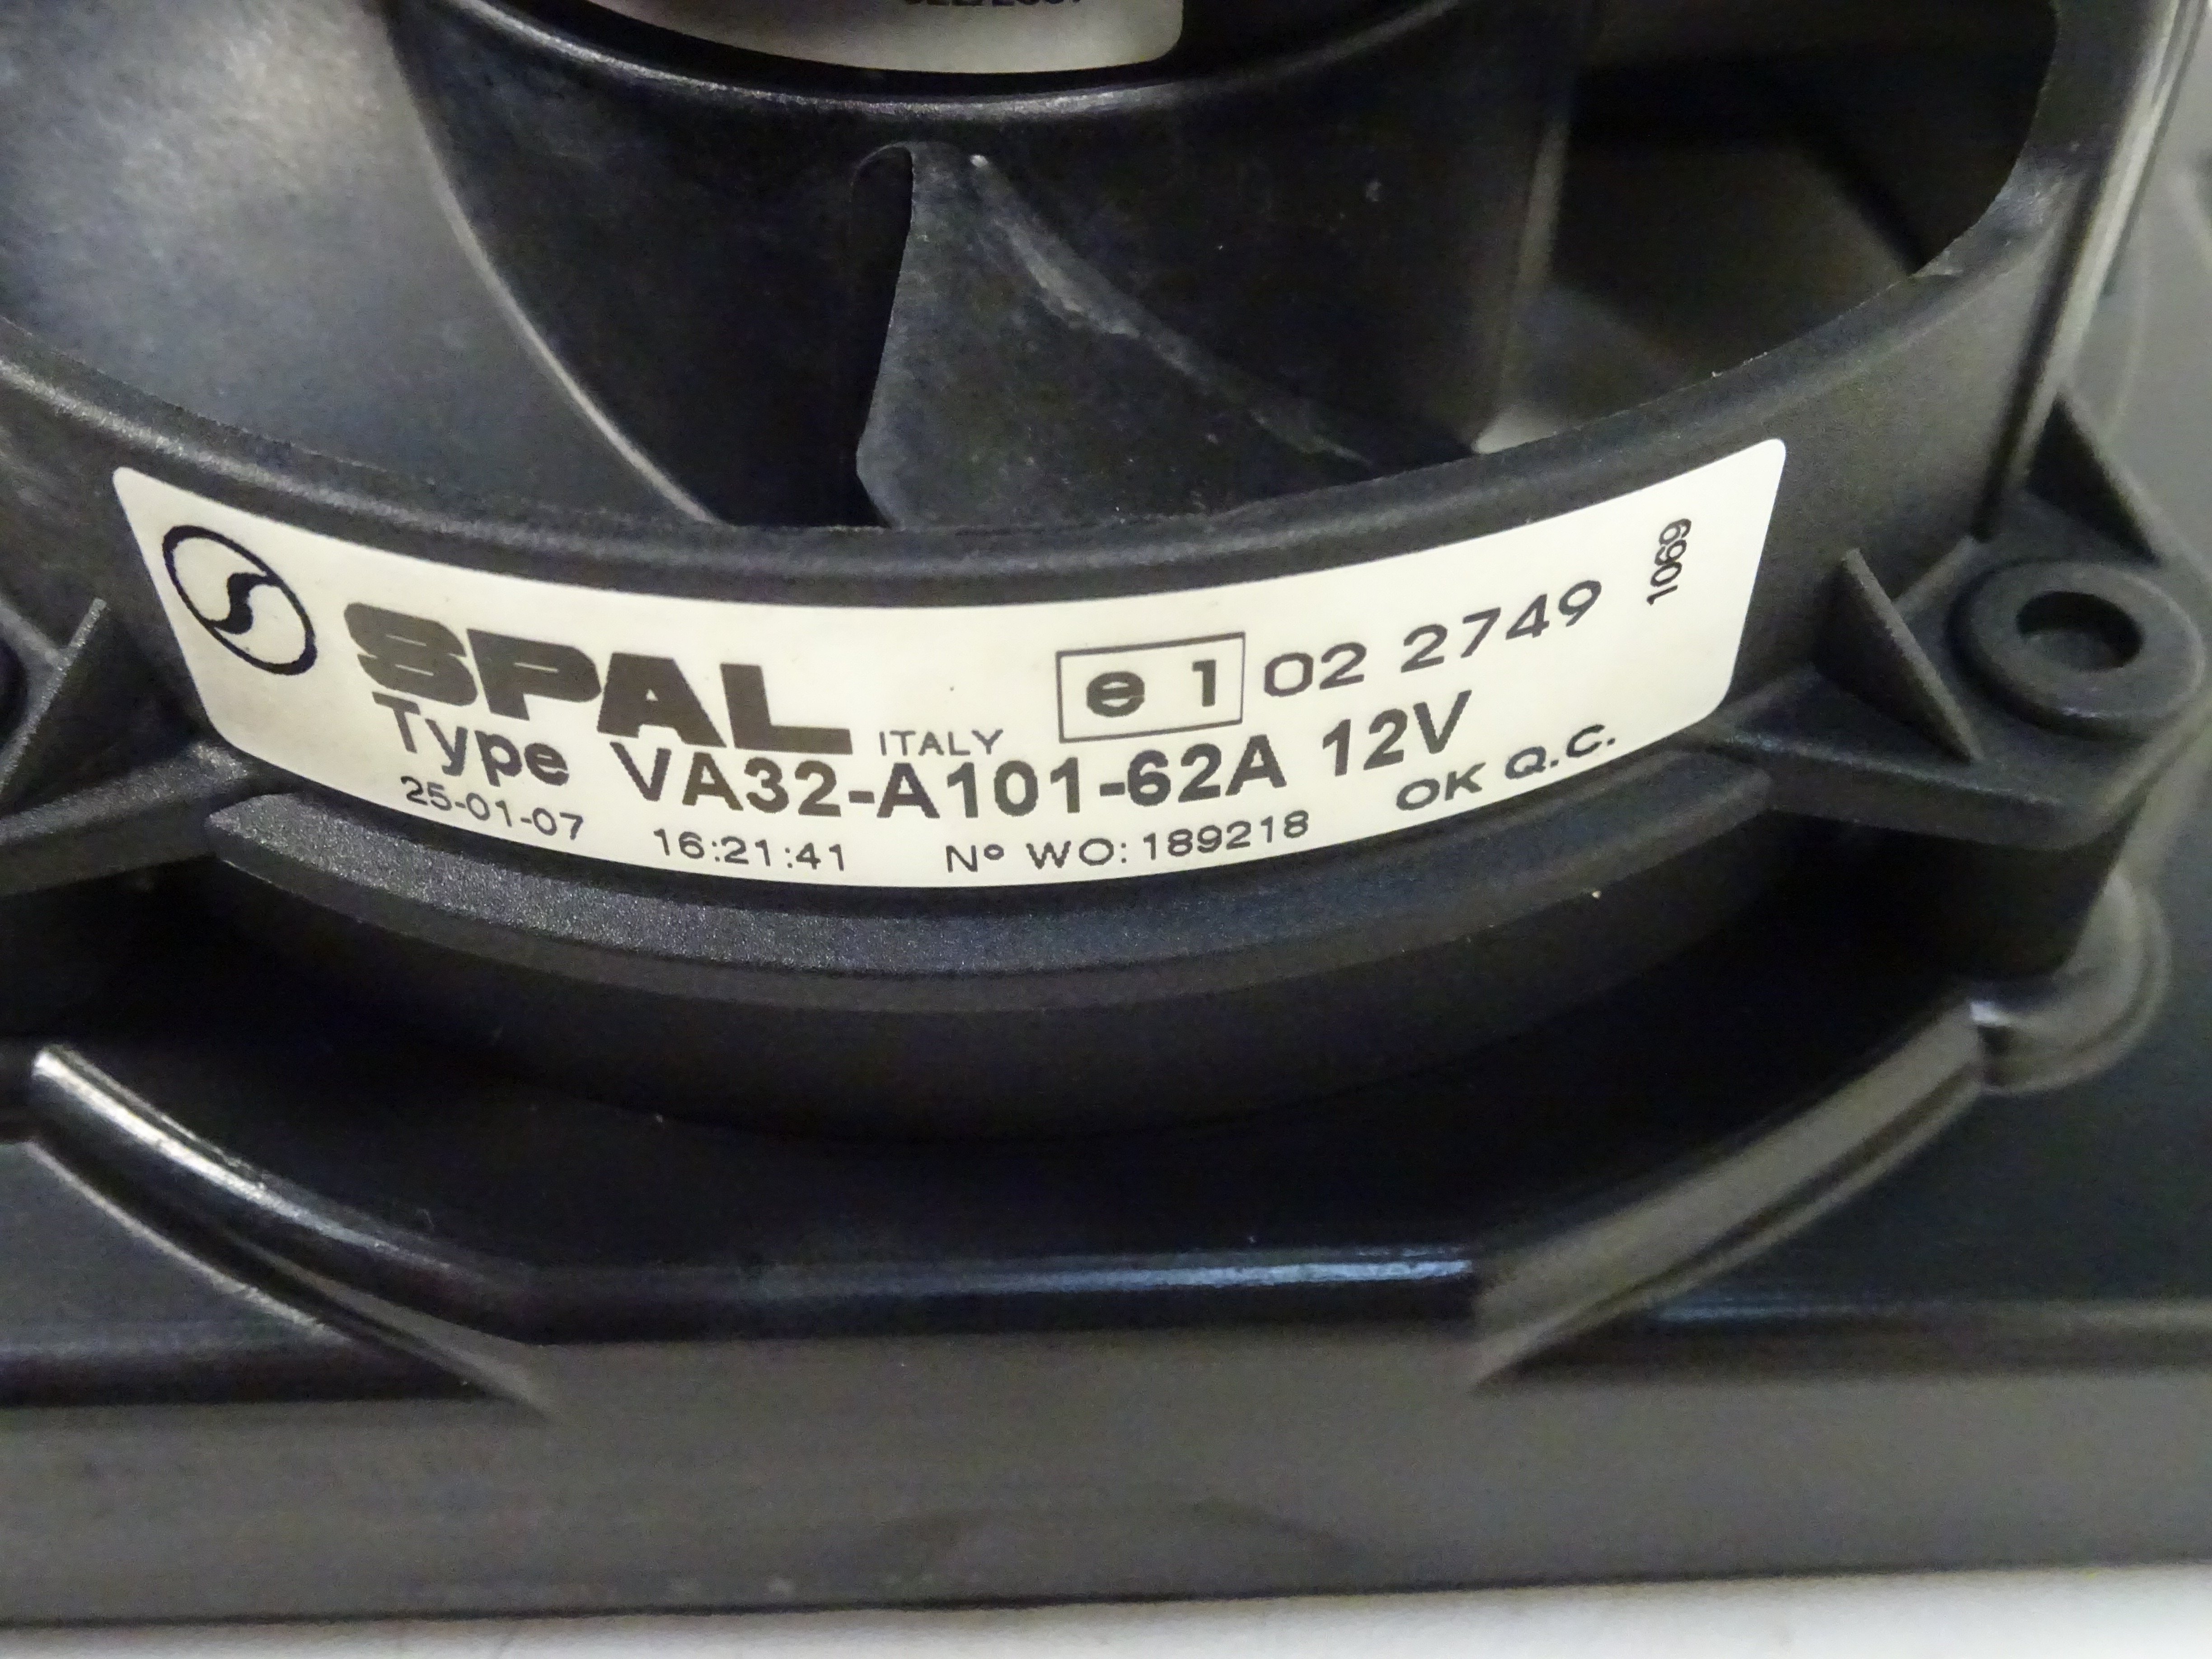 SPAL ITALY e 1 02 2749
1069
Type VA32-A101-62A 12V
25-01-07 16:21:41 Nº WO: 189218 OK Q.C.